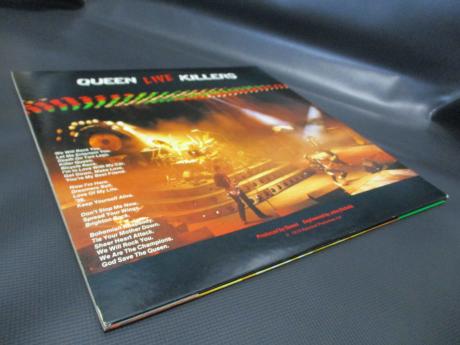 QUEEN LIVE KILLERS
We Will Rock You.
Let Me Entertain You.
Death On Two Legs.
Killer Queen.
Bicycle Race.
I'm In Love With My Car.
Get Down, Make Love.
You're My Best Friend.
Now I'm Here.
Dreamers Ball.
Love Of My Life.
'39.
Keep Yourself Alive.
Don't Stop Me Now.
Spread Your Wings.
Brighton Rock.
Bohemian Rhapsody.
Tie Your Mother Down.
Sheer Heart Attack.
We Will Rock You.
We Are The Champions.
God Save The Queen.
Produced by Queen.